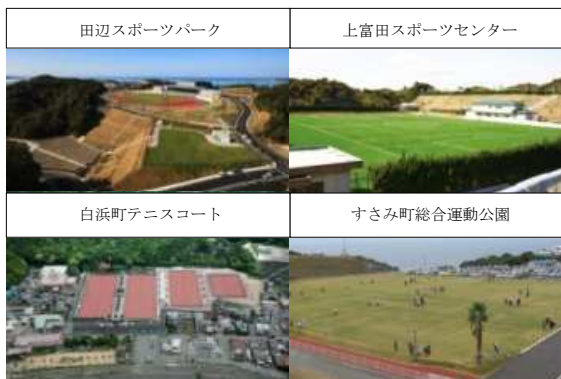 田辺スポーツパーク
上富田スポーツセンター
白浜町テニスコート
すさみ町総合運動公園